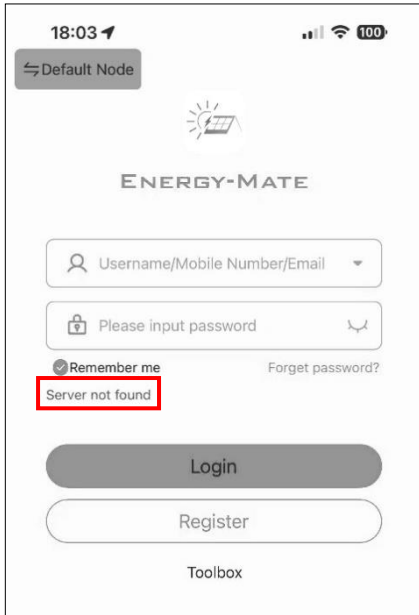 18:03 100
Default Node
ENERGY-MATE
Username/Mobile Number/Email
Please input password
Remember me Forget password?
Server not found
Login
Register
Toolbox